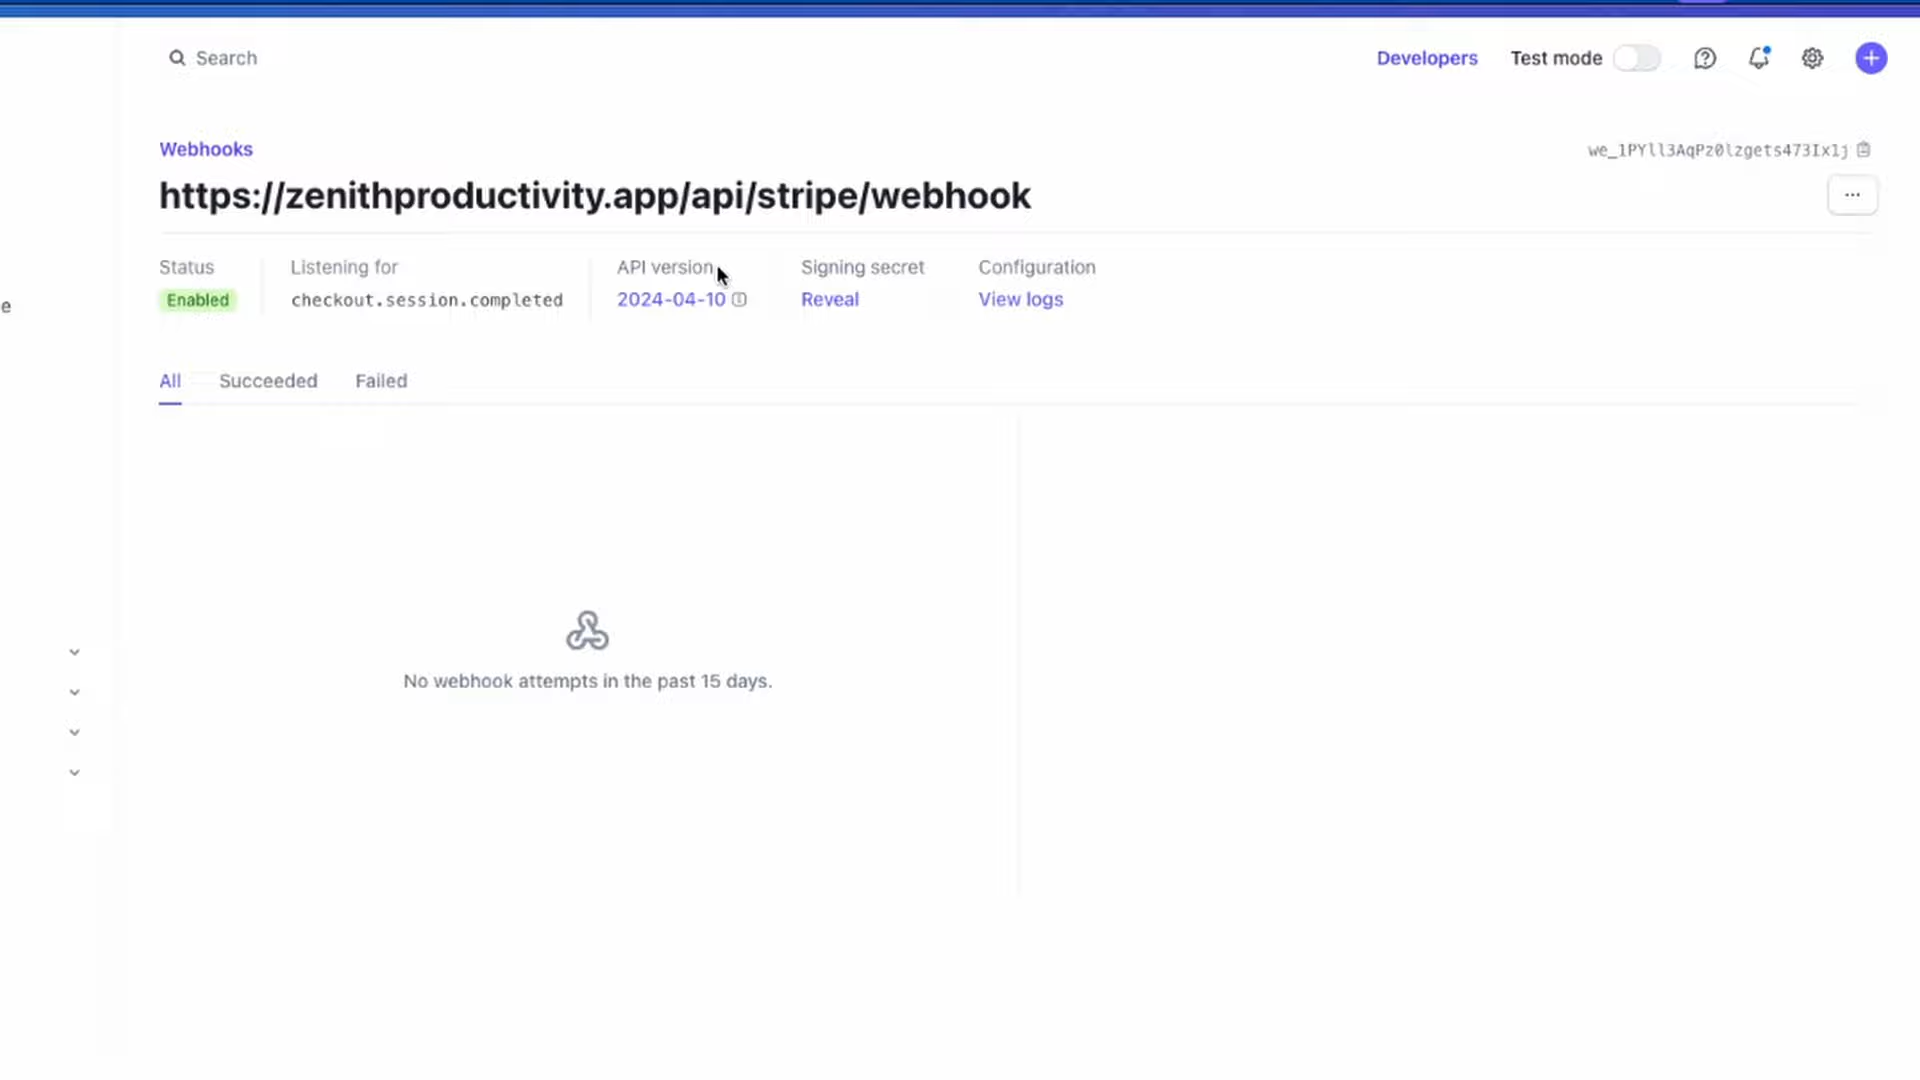 Search
Developers
Test mode
Webhooks
we_1PYll3AqPz0lzgets473Ix1j
https://zenithproductivity.app/api/stripe/webhook
Status
Listening for
API version
Signing secret
Configuration
Enabled
checkout.session.completed
2024-04-10
Reveal
View logs
e
All
Succeeded
Failed
No webhook attempts in the past 15 days.